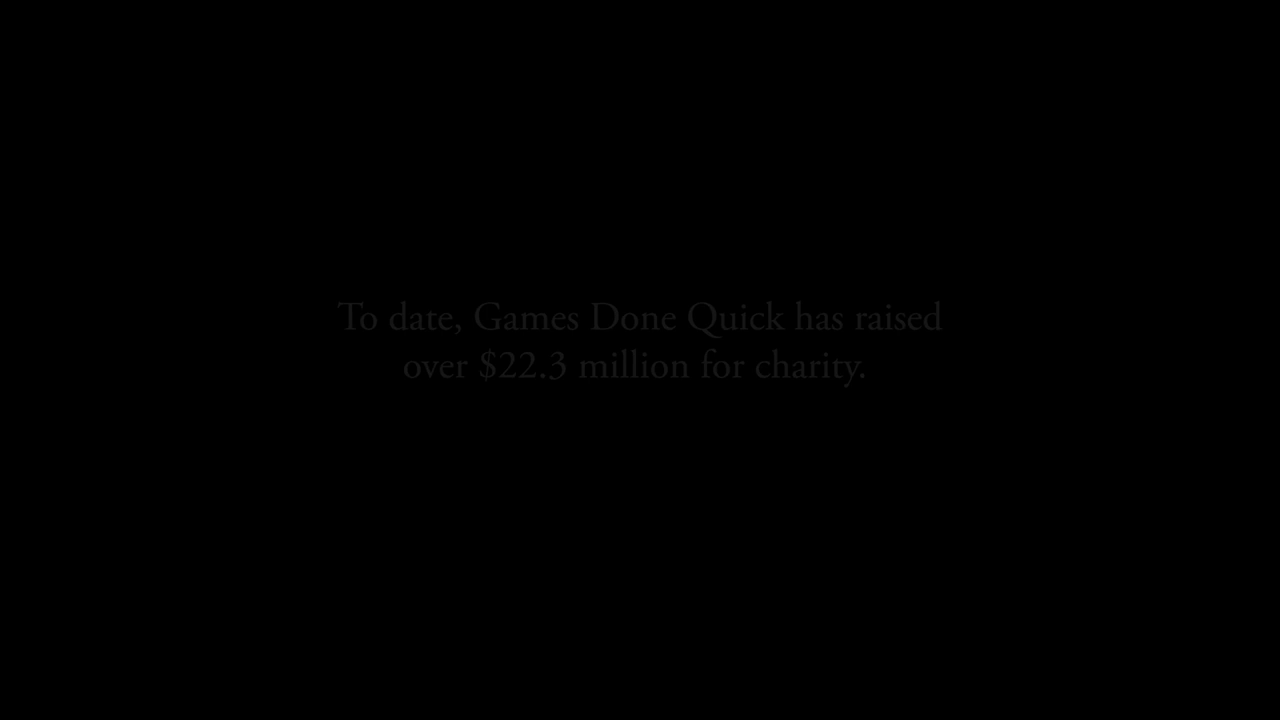 To date, Games Done Quick has raised
over $22.3 million for charity.